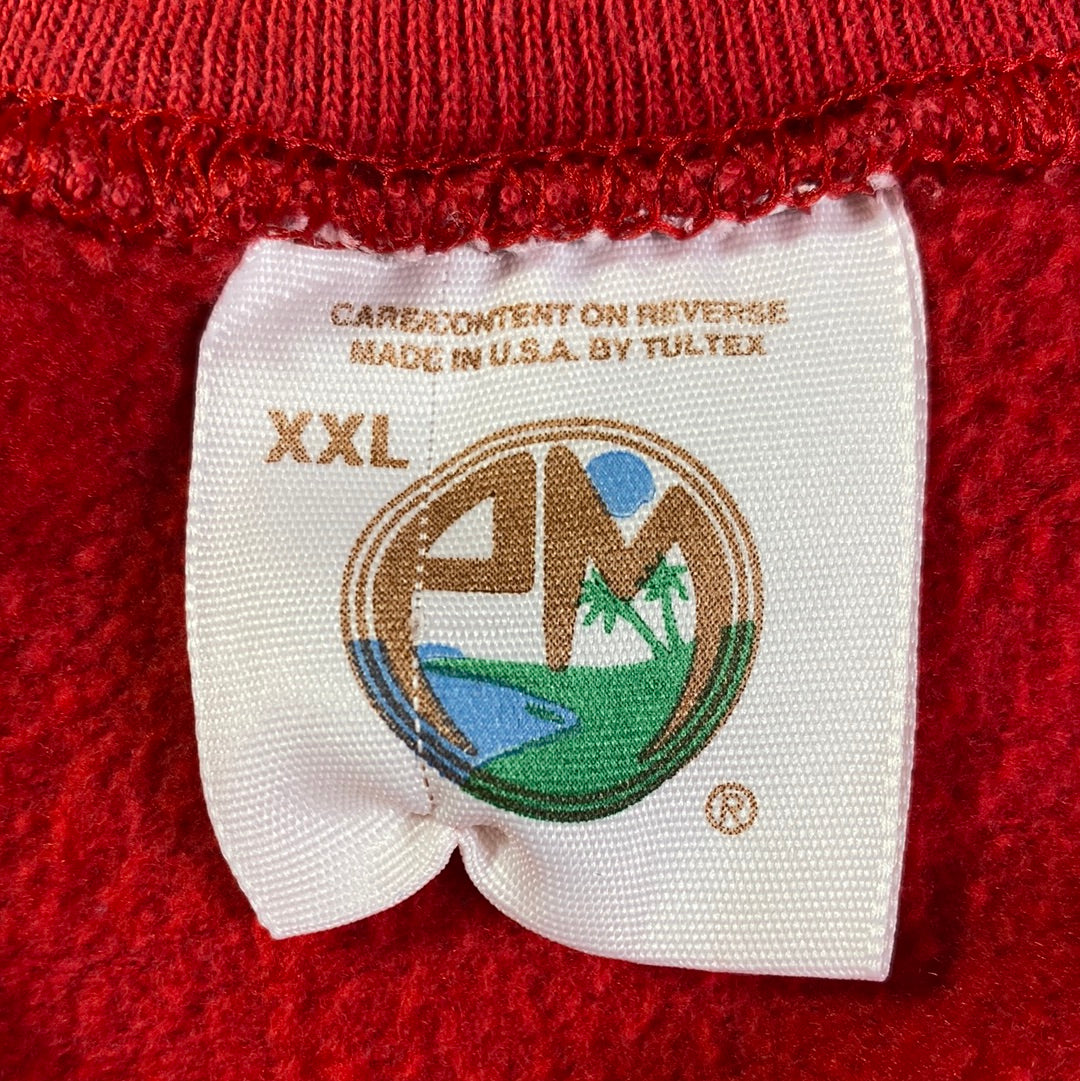 CARE/CONTENT ON REVERSE
MADE IN U.S.A. BY TULTEX
XXL
PM
®